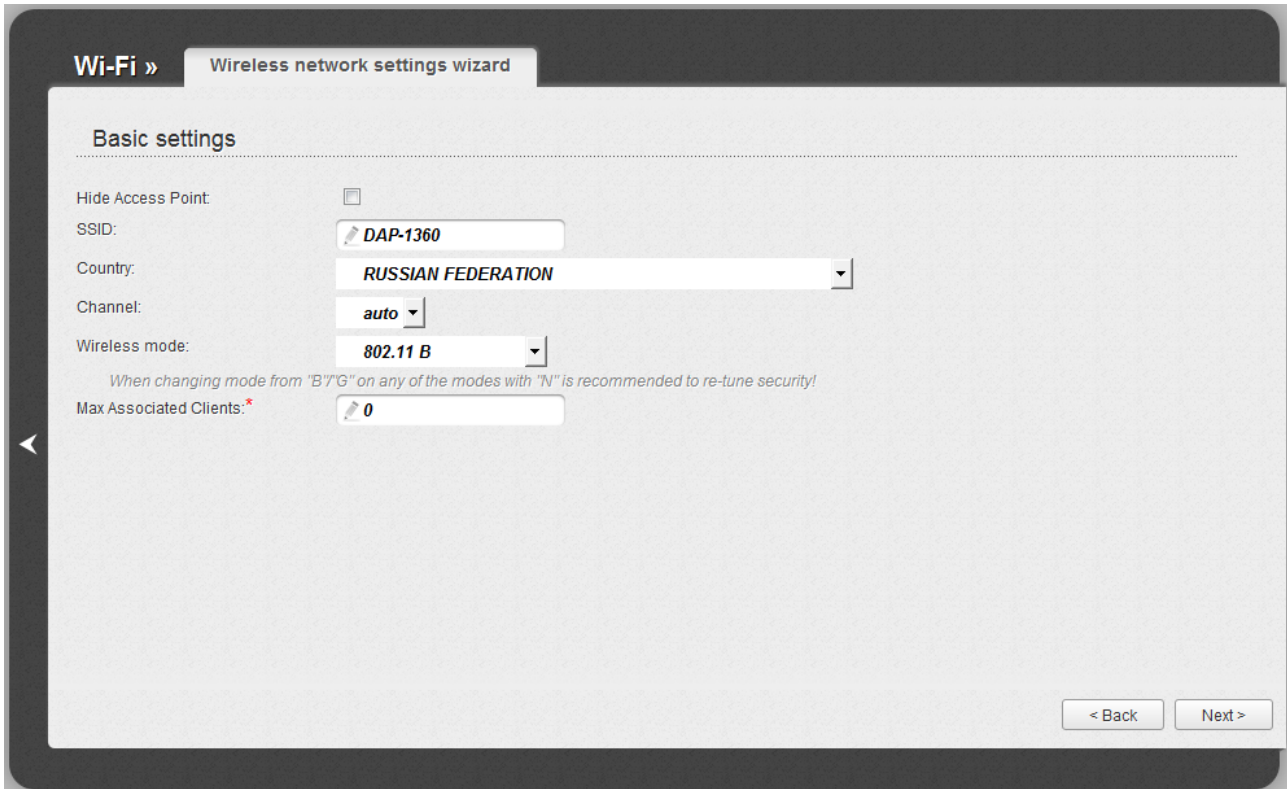 Wi-Fi » Wireless network settings wizard
Basic settings
Hide Access Point:
SSID: DAP-1360
Country: RUSSIAN FEDERATION
Channel: auto
Wireless mode: 802.11 B
When changing mode from "B"/"G" on any of the modes with "N" is recommended to re-tune security!
Max Associated Clients:* 0
< Back Next >